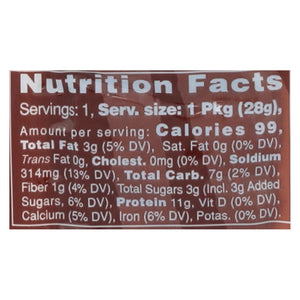 Nutrition Facts
Servings: 1, Serv. size: 1 Pkg (28g),
Amount per serving: Calories 99,
Total Fat 3g (5% DV), Sat. Fat 0g (0% DV),
Trans Fat 0g, Cholest. 0mg (0% DV), Soldium
314mg (13% DV), Total Carb. 7g (2% DV),
Fiber 1g (4% DV), Total Sugars 3g (Incl. 3g Added
Sugars, 6% DV), Protein 11g, Vit D (0% DV),
Calcium (5% DV), Iron (6% DV), Potas. (0% DV).